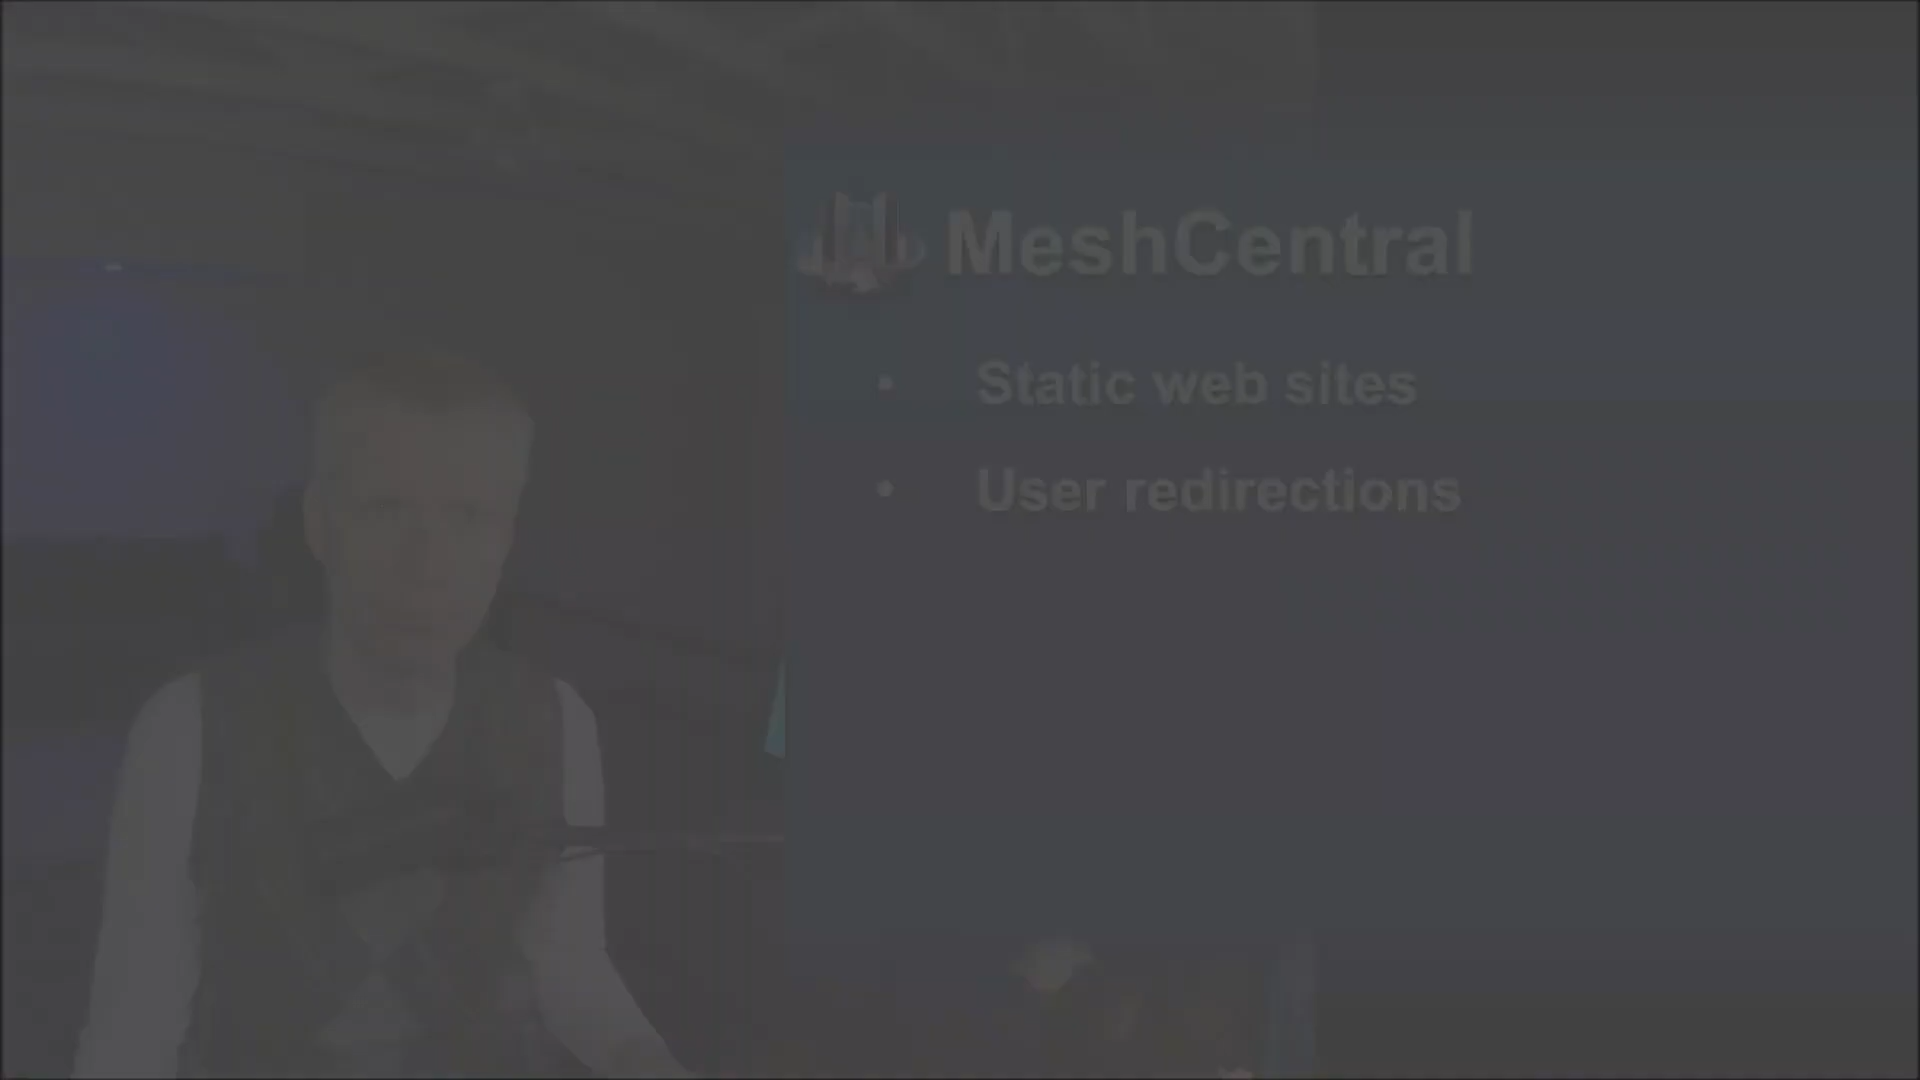 MeshCentral
• Static web sites
• User redirections